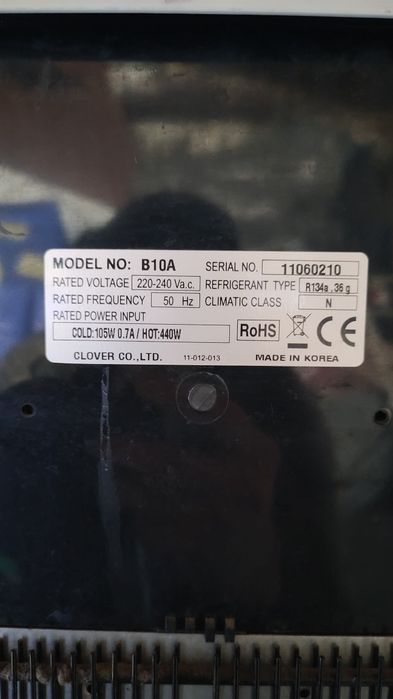 MODEL NO: B10A SERIAL NO. 11060210
RATED VOLTAGE 220-240 Va.c. REFRIGERANT TYPE R134a , 36 g
RATED FREQUENCY 50 Hz CLIMATIC CLASS N
RATED POWER INPUT
COLD:105W 0.7A / HOT:440W RoHS CE
CLOVER CO.,LTD. 11-012-013 MADE IN KOREA